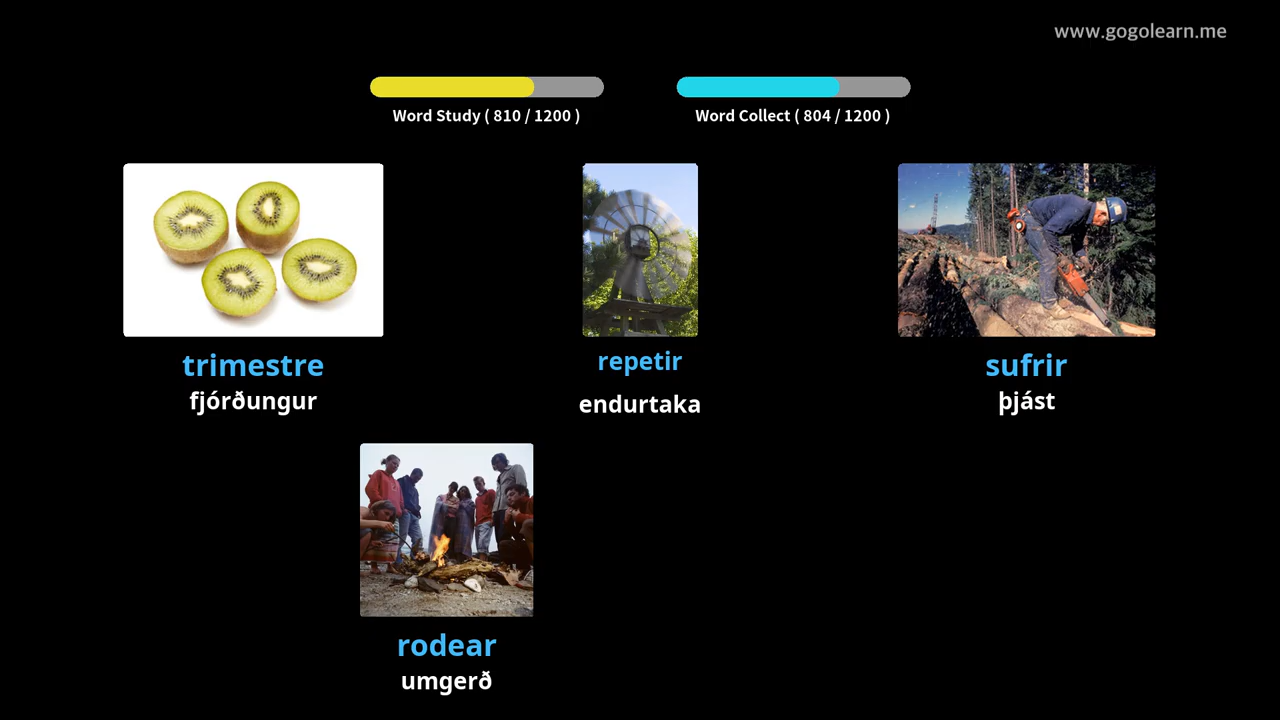 www.gogolearn.me
Word Study ( 810 / 1200 )
Word Collect ( 804 / 1200 )
trimestre
fjórðungur
repetir
endurtaka
sufrir
þjást
rodear
umgerð